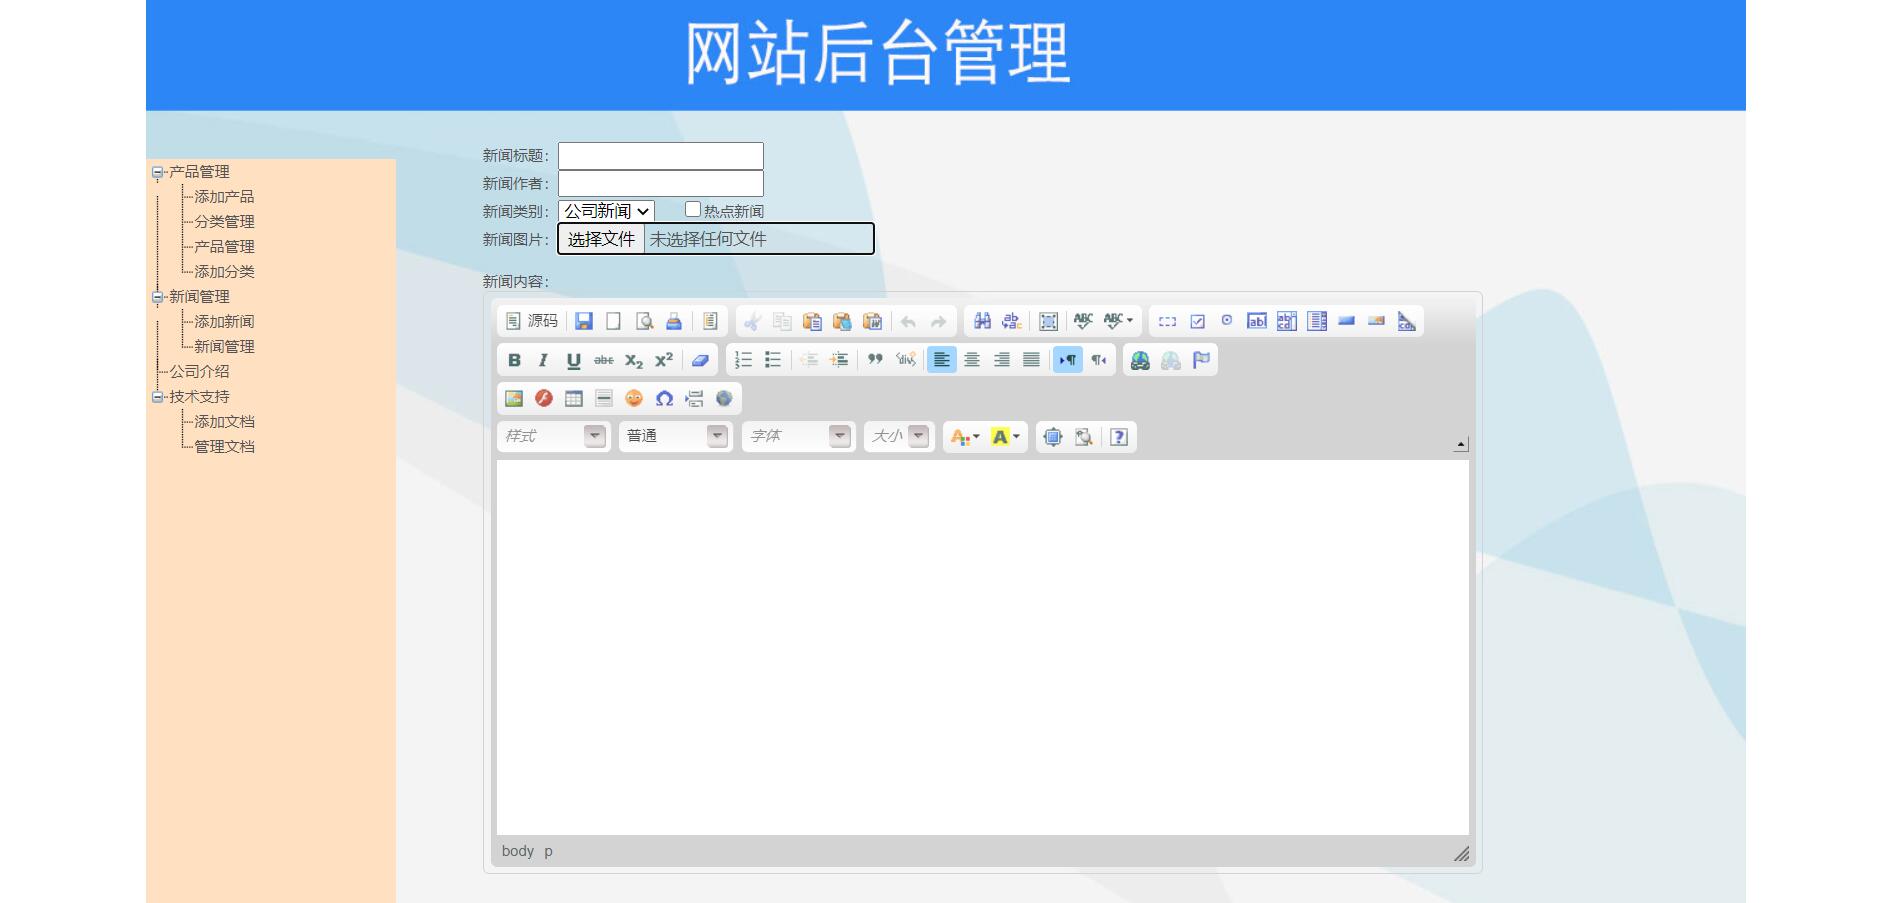 网站后台管理
产品管理
添加产品
分类管理
产品管理
添加分类
新闻管理
添加新闻
新闻管理
公司介绍
技术支持
添加文档
管理文档
新闻标题：
新闻作者：
新闻类别： 公司新闻 热点新闻
新闻图片： 选择文件 未选择任何文件
新闻内容：
源码
样式 普通 字体 大小
body p